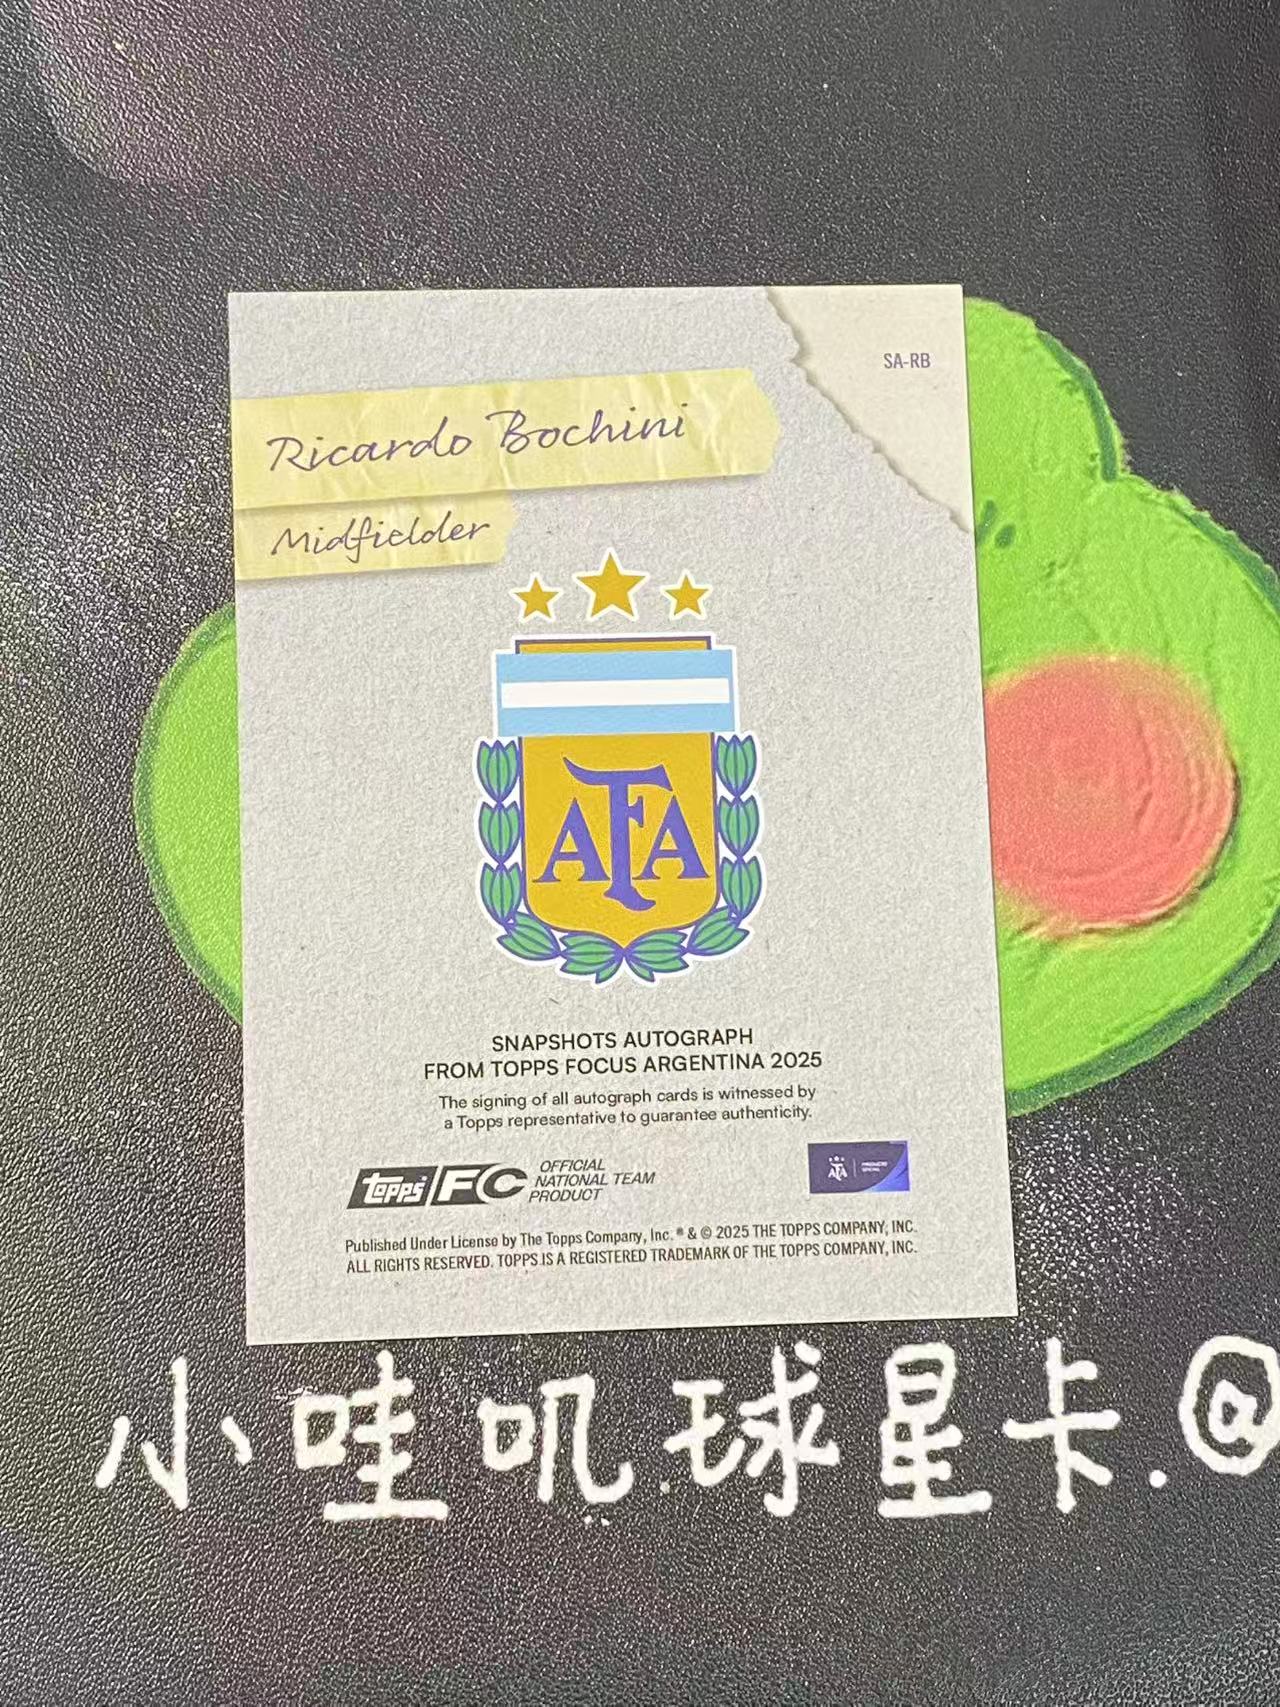 SA-RB
Ricardo Bochini
Midfielder
AFA
SNAPSHOTS AUTOGRAPH
FROM TOPPS FOCUS ARGENTINA 2025
The signing of all autograph cards is witnessed by
a Topps representative to guarantee authenticity.
topps FC OFFICIAL
NATIONAL TEAM
PRODUCT
AFA
Published Under License by The Topps Company, Inc. ® & © 2025 THE TOPPS COMPANY, INC.
ALL RIGHTS RESERVED. TOPPS IS A REGISTERED TRADEMARK OF THE TOPPS COMPANY, INC.
小哇叽.球星卡.@